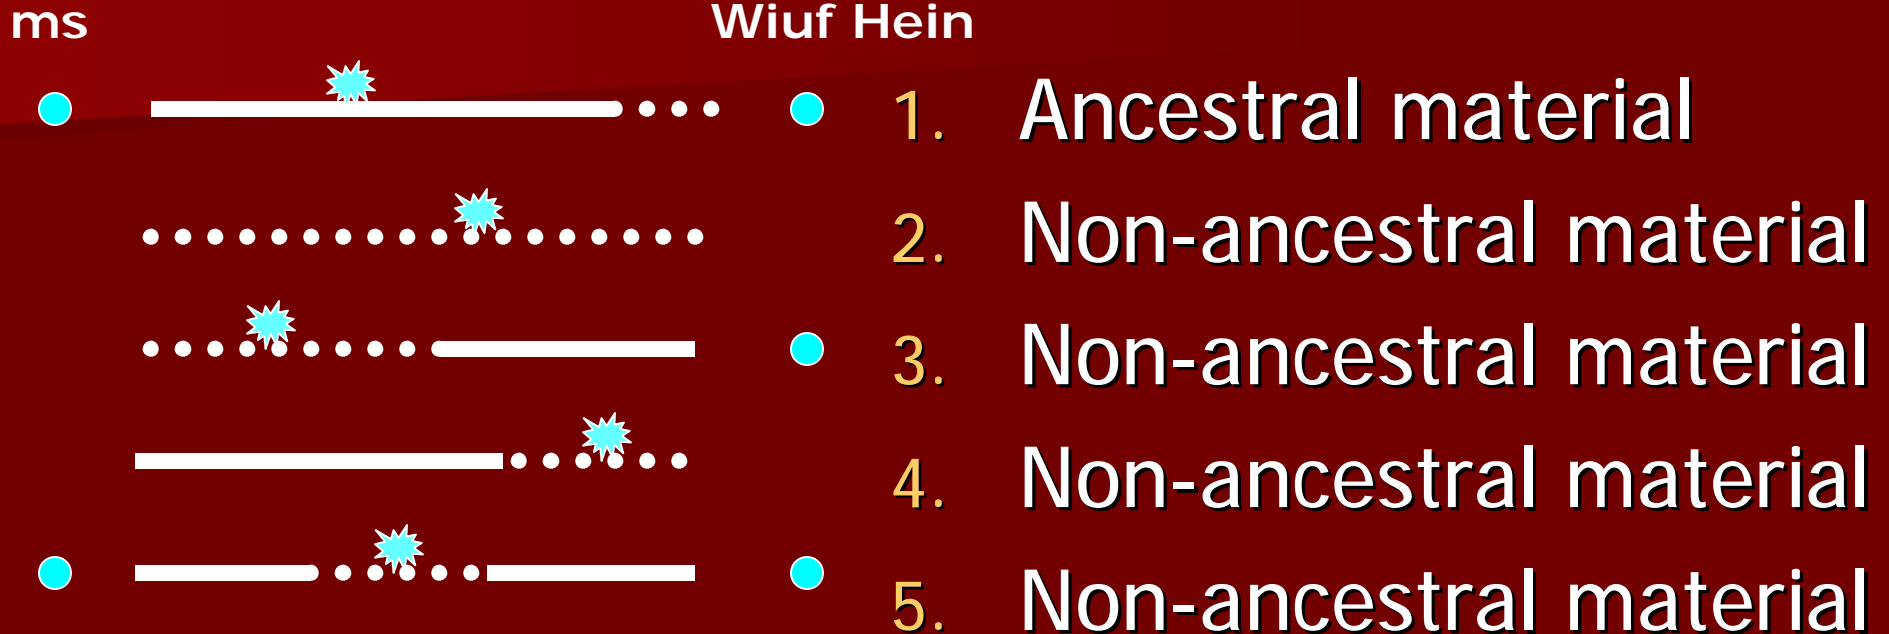 ms Wiuf Hein
1. Ancestral material
2. Non-ancestral material
3. Non-ancestral material
4. Non-ancestral material
5. Non-ancestral material